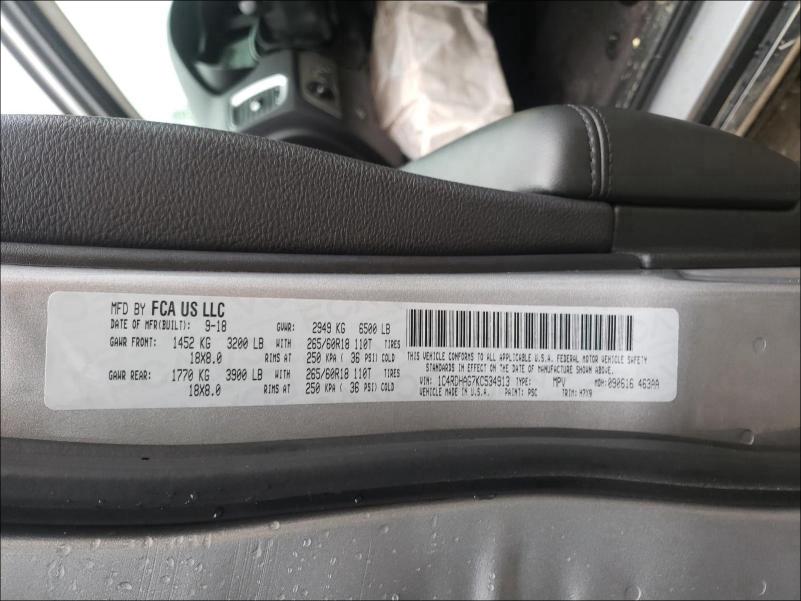 MFD BY FCA US LLC
DATE OF MFR(BUILT): 9-18 GVWR: 2949 KG 6500 LB
GAWR FRONT: 1452 KG 3200 LB 265/60R18 110T TIRES
18X8.0 RIMS AT 250 KPA ( 36 PSI) COLD
GAWR REAR: 1770 KG 3900 LB 265/60R18 110T TIRES
18X8.0 RIMS AT 250 KPA ( 36 PSI) COLD
THIS VEHICLE CONFORMS TO ALL APPLICABLE U.S.A. FEDERAL MOTOR VEHICLE SAFETY
STANDARDS IN EFFECT ON THE DATE OF MANUFACTURE SHOWN ABOVE.
VIN: 1C4RDHAG7KC534913 TYPE: MPV MDH: 090616 463AA
VEHICLE MADE IN U.S.A. PAINT: PSC TRIM: H7X9